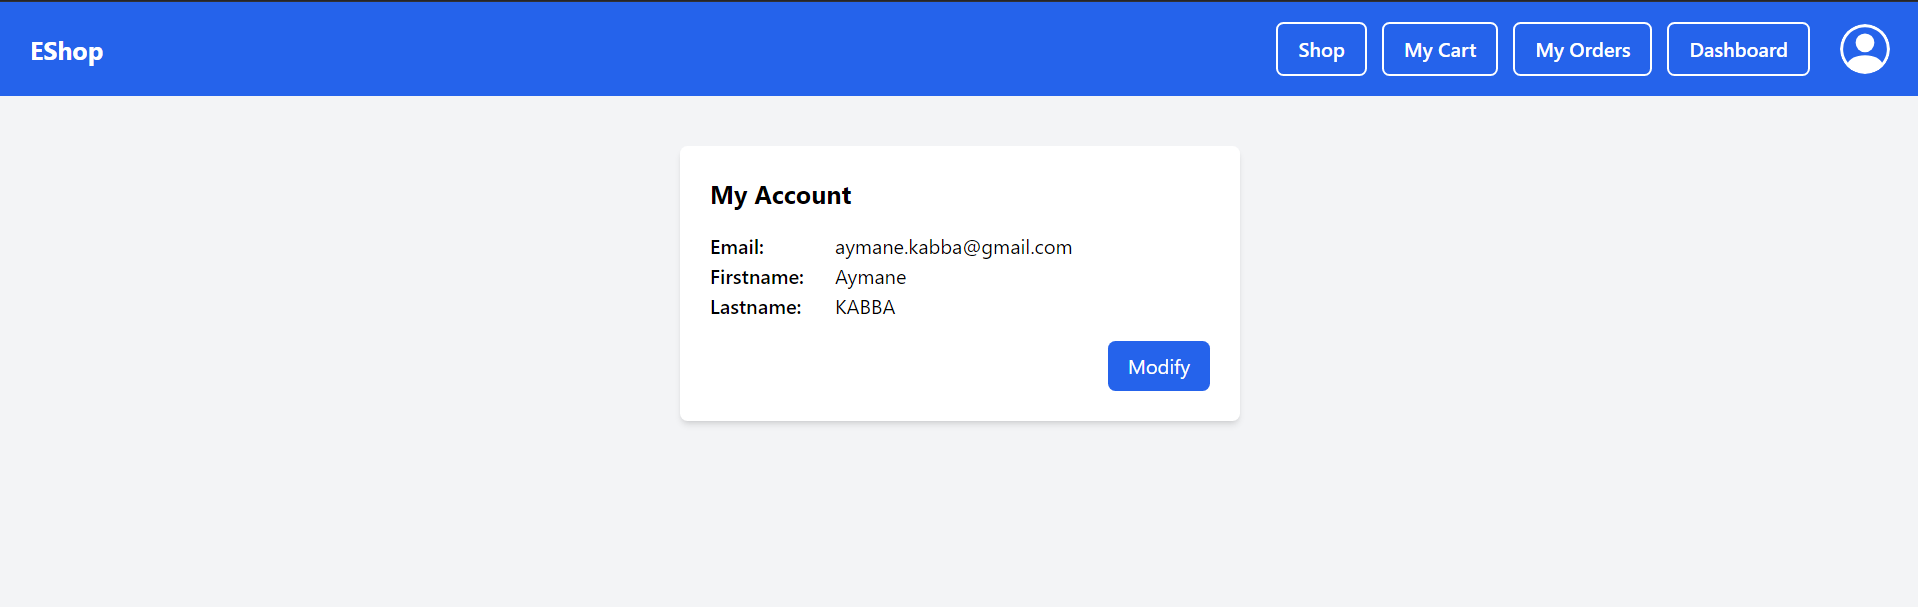 EShop
Shop
My Cart
My Orders
Dashboard
My Account
Email: aymane.kabba@gmail.com
Firstname: Aymane
Lastname: KABBA
Modify